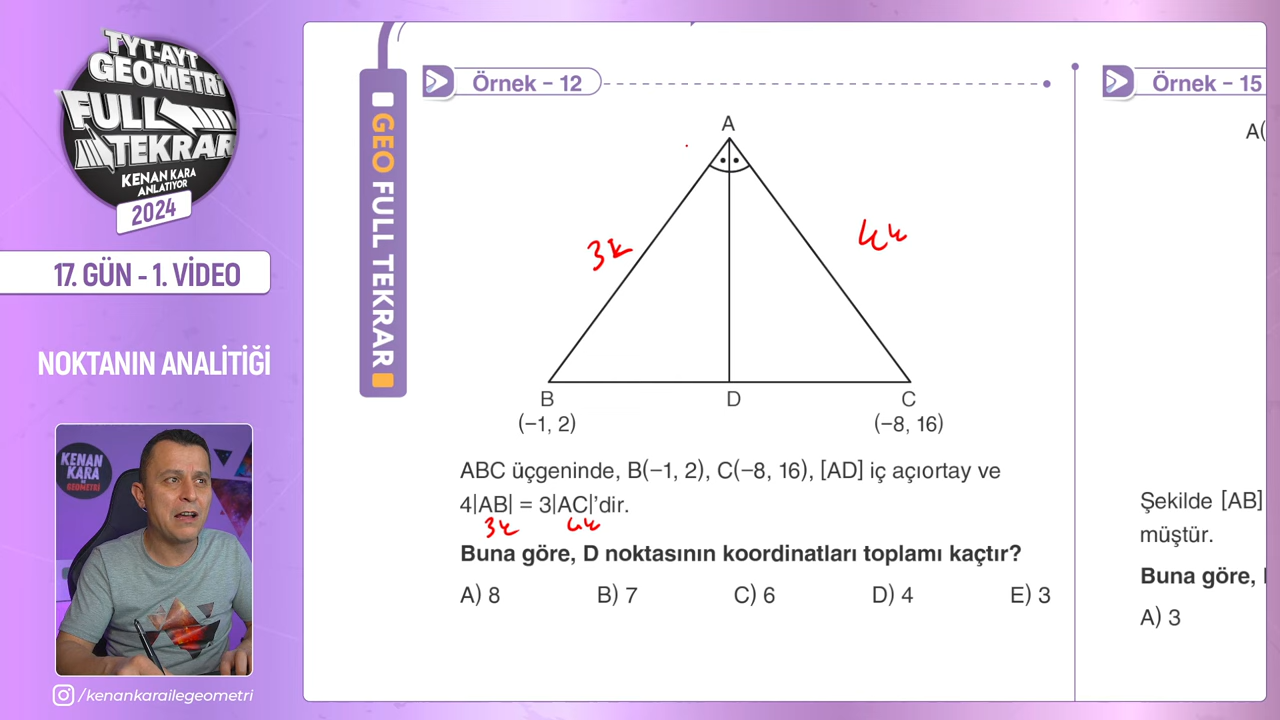 TYT-AYT
GEOMETRİ
FULL
TEKRAR
KENAN KARA
ANLATIYOR
2024
17. GÜN - 1. VİDEO
NOKTANIN ANALİTİĞİ
KENAN
KARA
GEOMETRİ
/kenankarailegeometri
GEO FULL TEKRAR
Örnek – 12
A
3k
4k
B
D
C
(–1, 2)
(–8, 16)
ABC üçgeninde, B(–1, 2), C(–8, 16), [AD] iç açıortay ve
4|AB| = 3|AC|’dir.
3k
4k
Buna göre, D noktasının koordinatları toplamı kaçtır?
A) 8 B) 7 C) 6 D) 4 E) 3
Örnek – 15
A(
Şekilde [AB]
müştür.
Buna göre,
A) 3